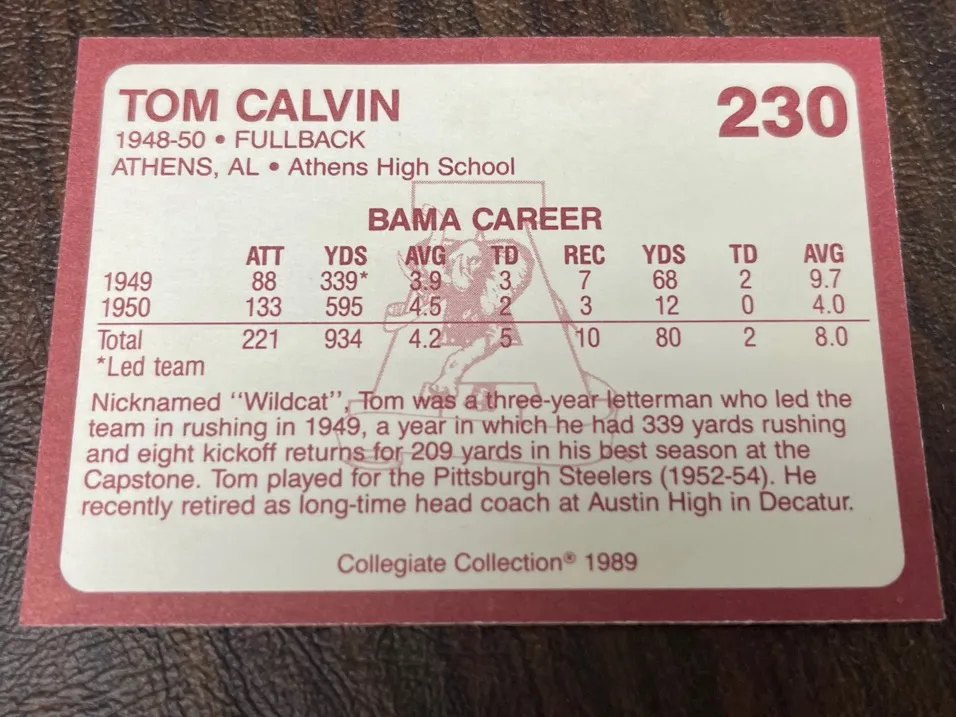 TOM CALVIN 230
1948-50 • FULLBACK
ATHENS, AL • Athens High School
BAMA CAREER
ATT YDS AVG TD REC YDS TD AVG
1949 88 339* 3.9 3 7 68 2 9.7
1950 133 595 4.5 2 3 12 0 4.0
Total 221 934 4.2 5 10 80 2 8.0
*Led team
Nicknamed "Wildcat", Tom was a three-year letterman who led the
team in rushing in 1949, a year in which he had 339 yards rushing
and eight kickoff returns for 209 yards in his best season at the
Capstone. Tom played for the Pittsburgh Steelers (1952-54). He
recently retired as long-time head coach at Austin High in Decatur.
Collegiate Collection® 1989